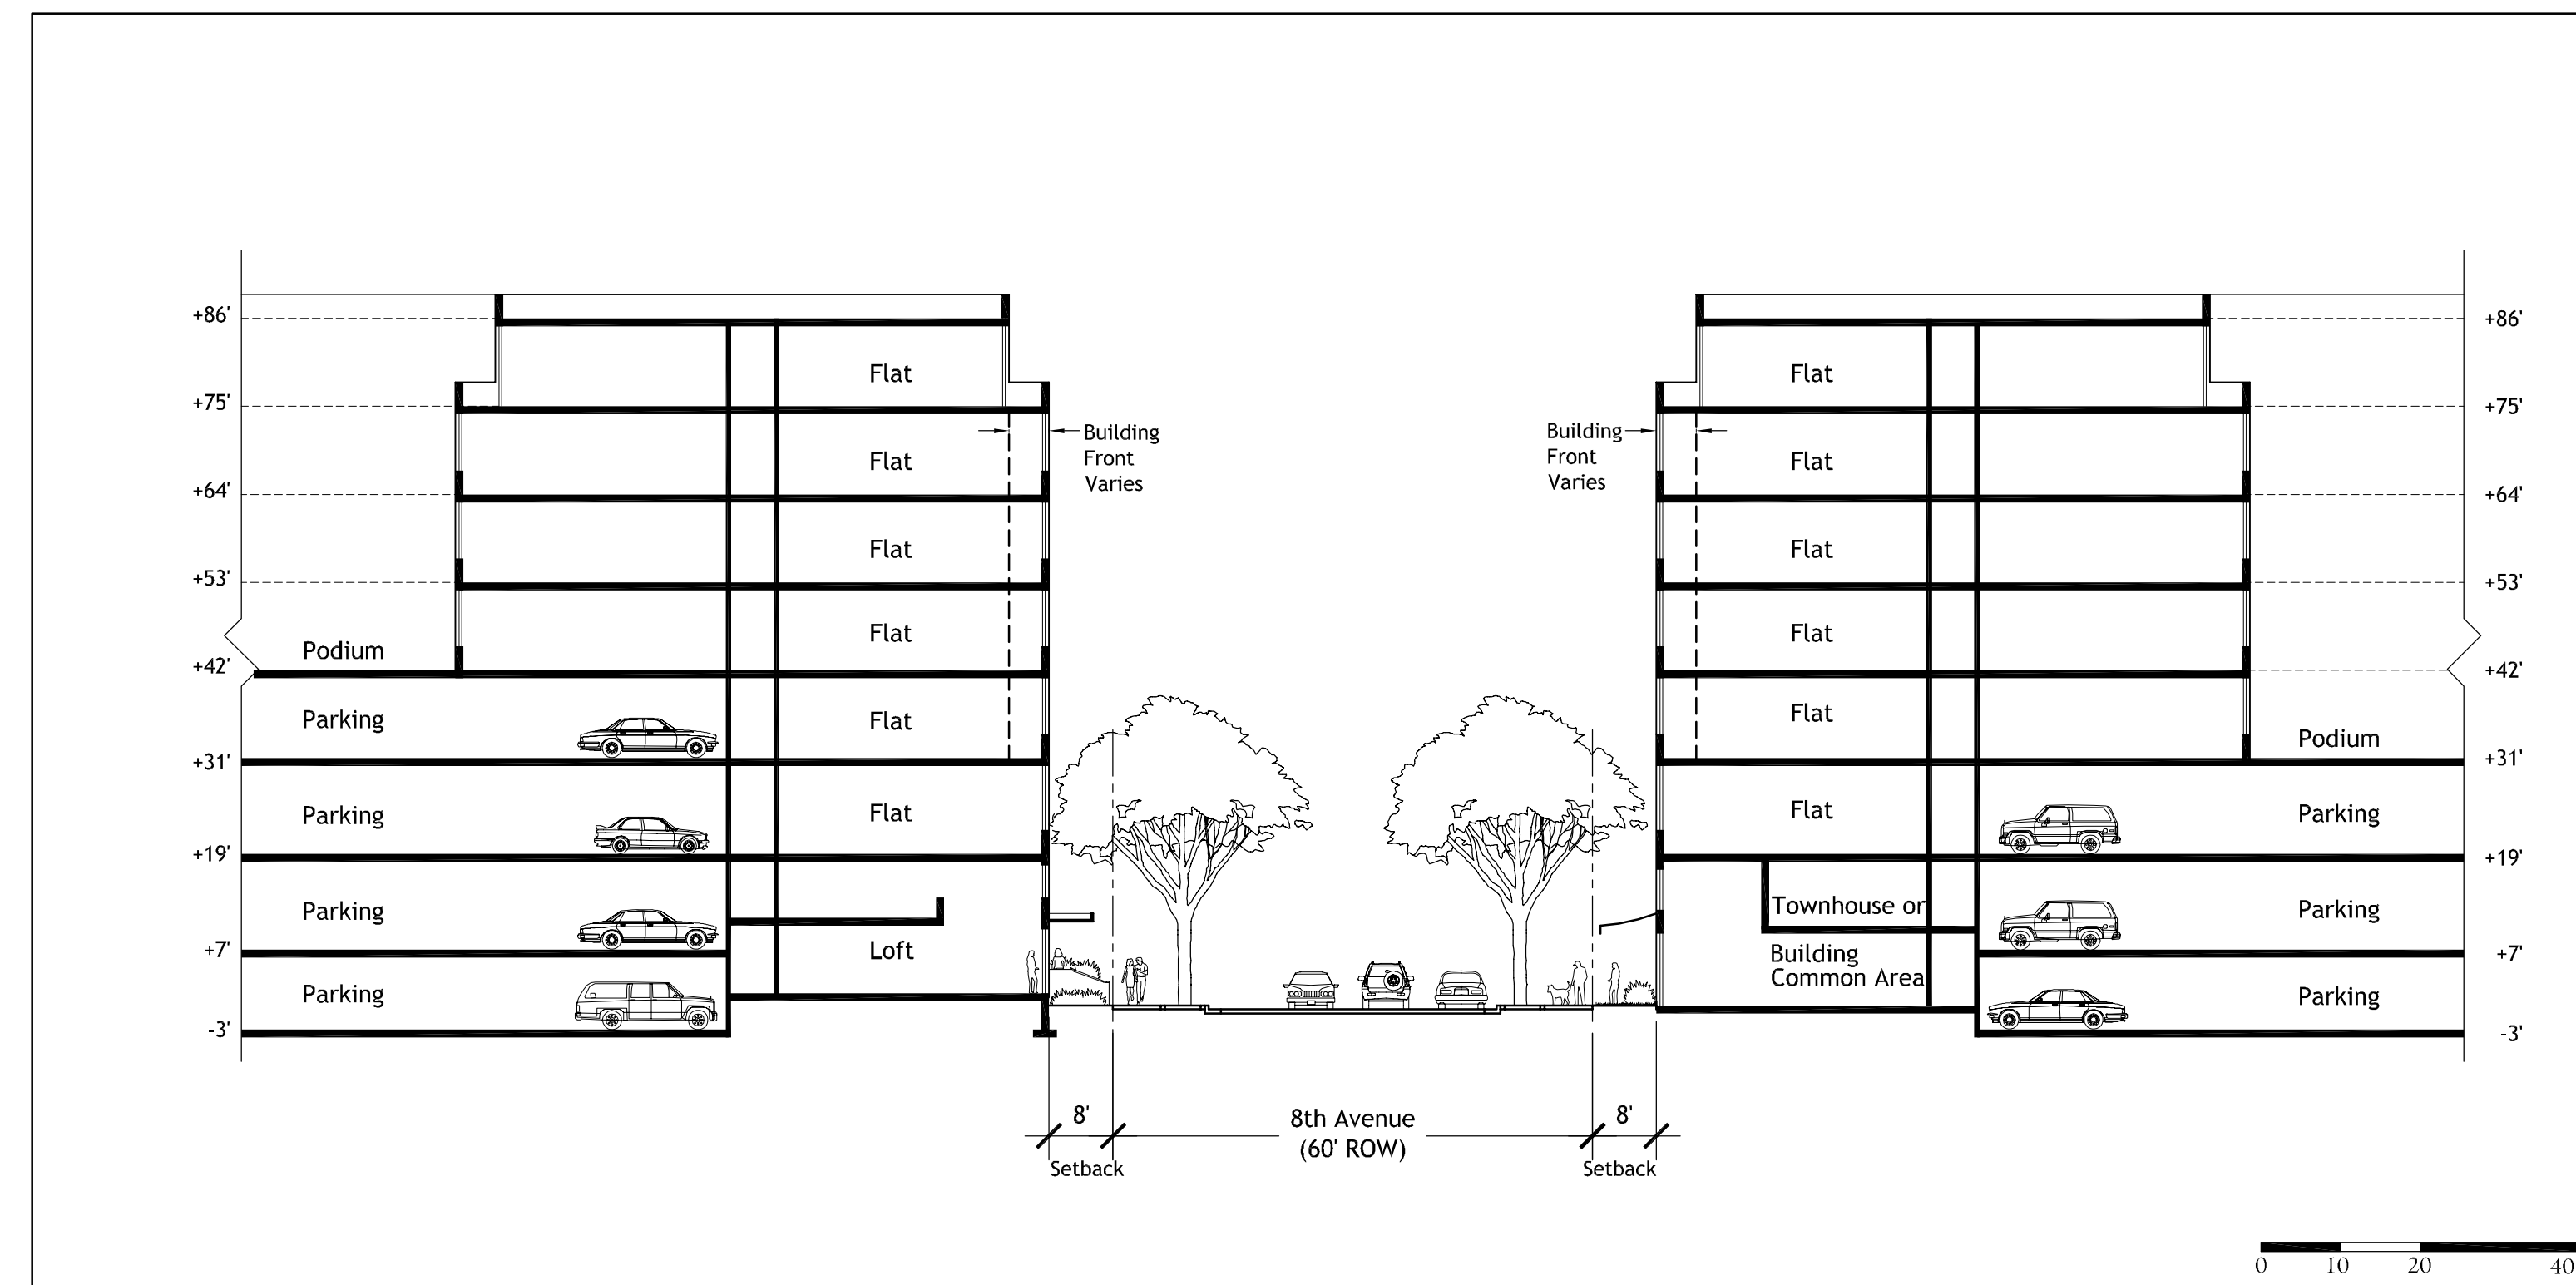 +86'
+86'
Flat
Flat
+75'
+75'
Building
Front
Varies
Building
Front
Varies
Flat
Flat
+64'
+64'
Flat
Flat
+53'
+53'
Podium
Flat
Flat
+42'
+42'
Parking
Flat
Flat
Podium
+31'
+31'
Parking
Flat
Flat
Parking
+19'
+19'
Parking
Townhouse or
Parking
+7'
Loft
Building
Common Area
+7'
Parking
Parking
-3'
-3'
8'
8th Avenue
(60' ROW)
8'
Setback
Setback
0 10 20 40